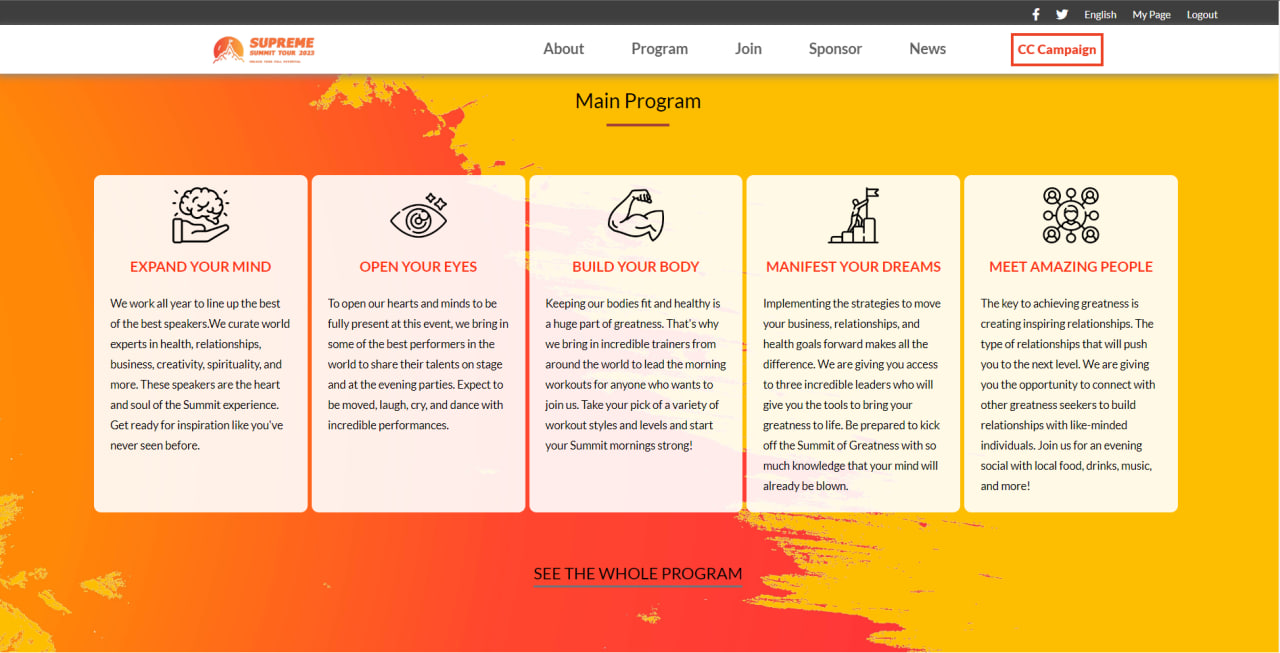 English
My Page
Logout
SUPREME
SUMMIT TOUR 2023
About
Program
Join
Sponsor
News
CC Campaign
Main Program
EXPAND YOUR MIND
We work all year to line up the best
of the best speakers.We curate world
experts in health, relationships,
business, creativity, spirituality, and
more. These speakers are the heart
and soul of the Summit experience.
Get ready for inspiration like you've
never seen before.
OPEN YOUR EYES
To open our hearts and minds to be
fully present at this event, we bring in
some of the best performers in the
world to share their talents on stage
and at the evening parties. Expect to
be moved, laugh, cry, and dance with
incredible performances.
BUILD YOUR BODY
Keeping our bodies fit and healthy is
a huge part of greatness. That's why
we bring in incredible trainers from
around the world to lead the morning
workouts for anyone who wants to
join us. Take your pick of a variety of
workout styles and levels and start
your Summit mornings strong!
MANIFEST YOUR DREAMS
Implementing the strategies to move
your business, relationships, and
health goals forward makes all the
difference. We are giving you access
to three incredible leaders who will
give you the tools to bring your
greatness to life. Be prepared to kick
off the Summit of Greatness with so
much knowledge that your mind will
already be blown.
MEET AMAZING PEOPLE
The key to achieving greatness is
creating inspiring relationships. The
type of relationships that will push
you to the next level. We are giving
you the opportunity to connect with
other greatness seekers to build
relationships with like-minded
individuals. Join us for an evening
social with local food, drinks, music,
and more!
SEE THE WHOLE PROGRAM